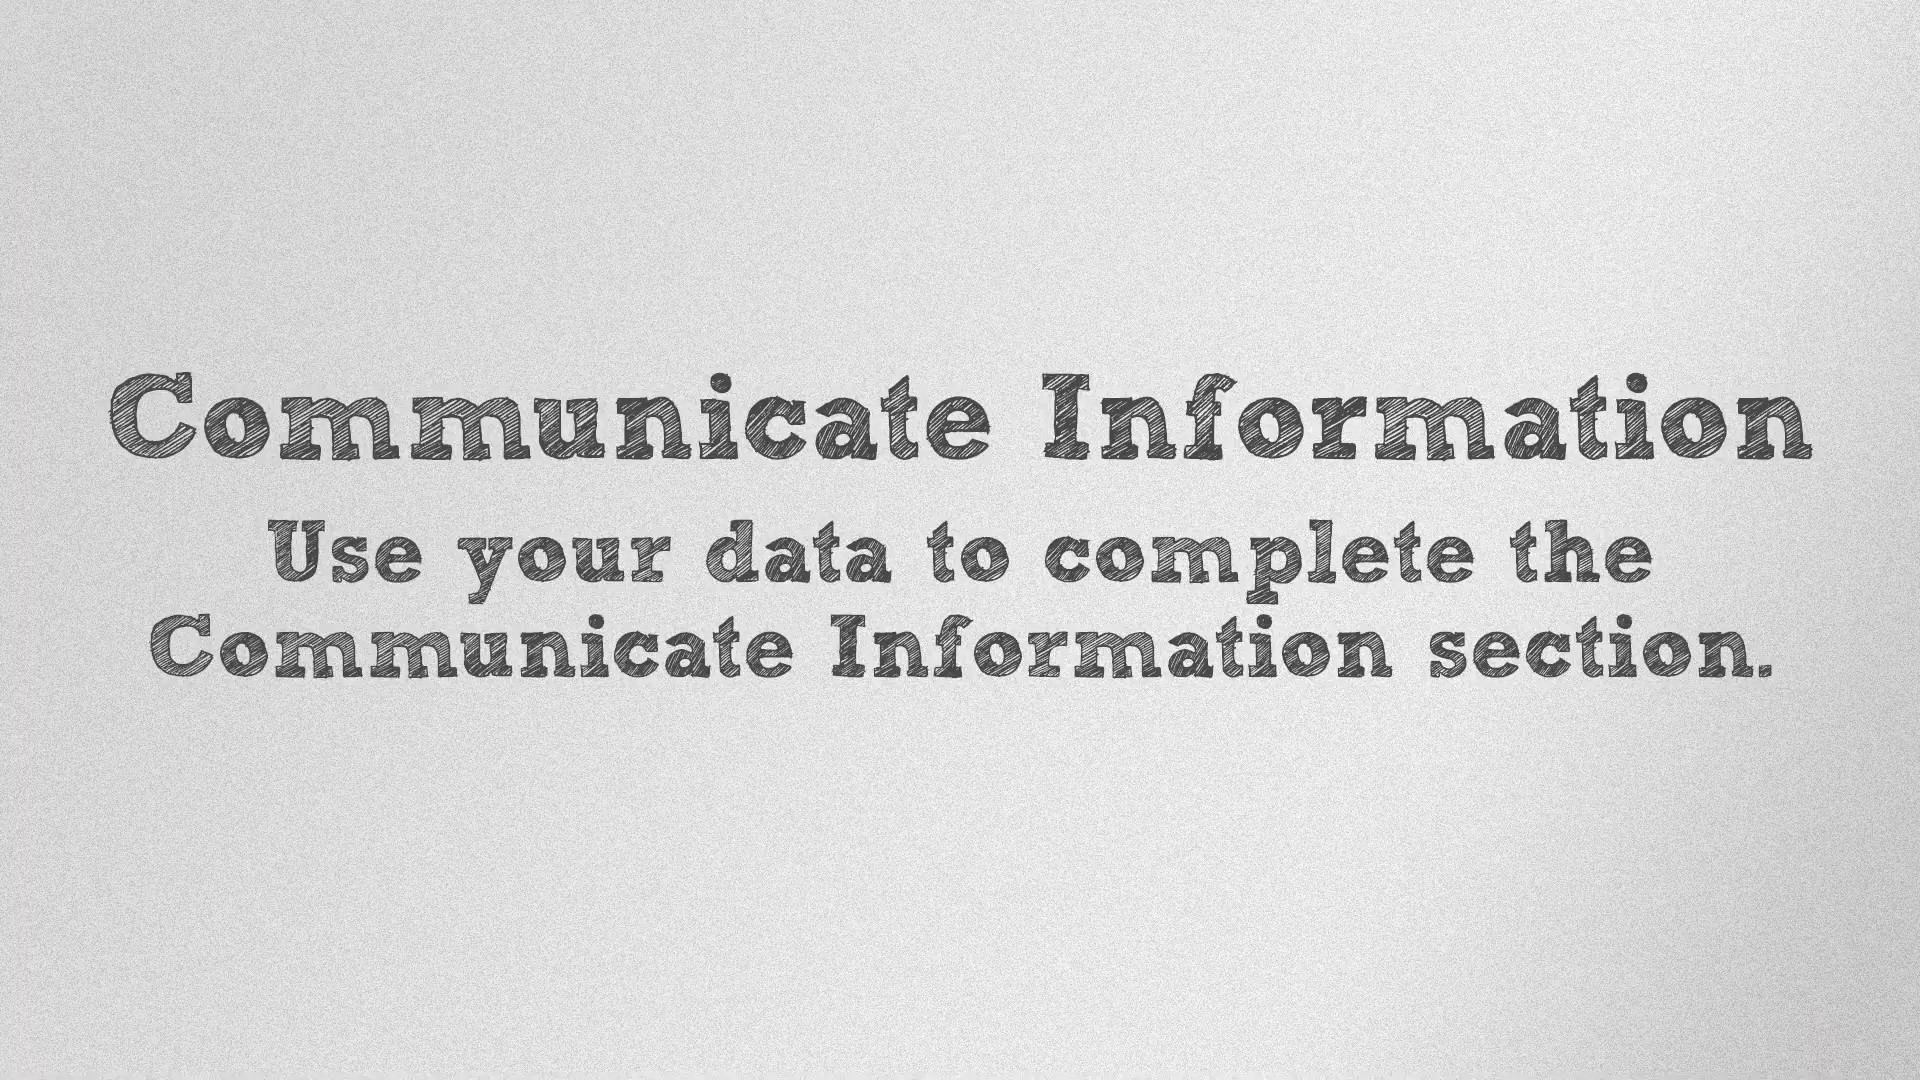 Communicate Information
Use your data to complete the
Communicate Information section.